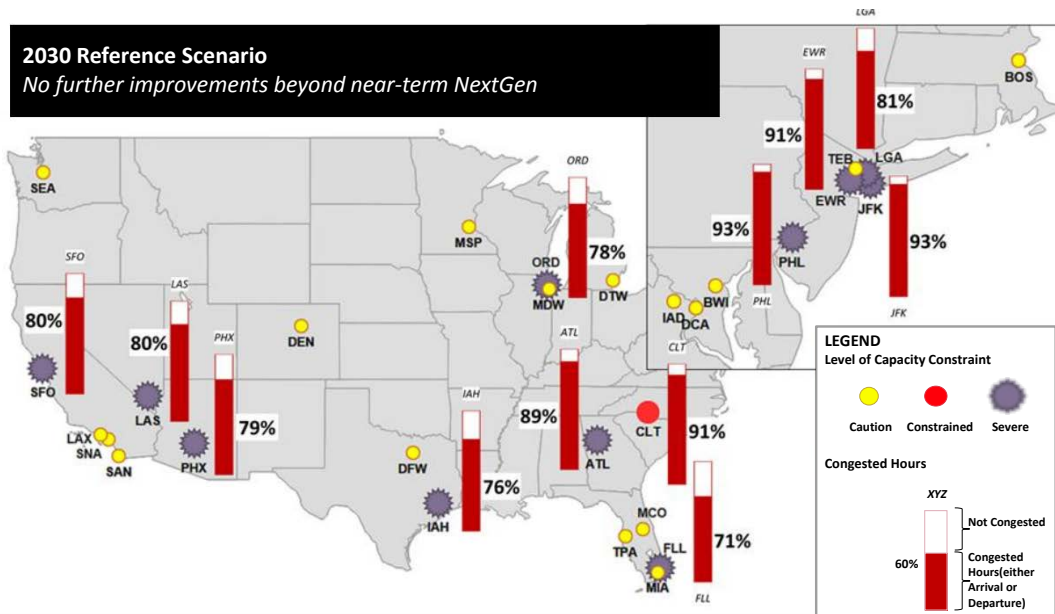 2030 Reference Scenario
No further improvements beyond near-term NextGen
LGA
EWR
BOS
81%
91%
TEB
LGA
EWR
JFK
93%
PHL
93%
BWI
IAD
DCA
PHL
JFK
SEA
MSP
ORD
78%
ORD
MDW
DTW
SFO
80%
SFO
LAS
80%
LAS
PHX
79%
PHX
DEN
LAX
SNA
SAN
IAH
76%
DFW
IAH
ATL
89%
ATL
CLT
91%
CLT
MCO
TPA
FLL
MIA
71%
FLL
LEGEND
Level of Capacity Constraint
Caution
Constrained
Severe
Congested Hours
XYZ
Not Congested
60%
Congested
Hours(either
Arrival or
Departure)